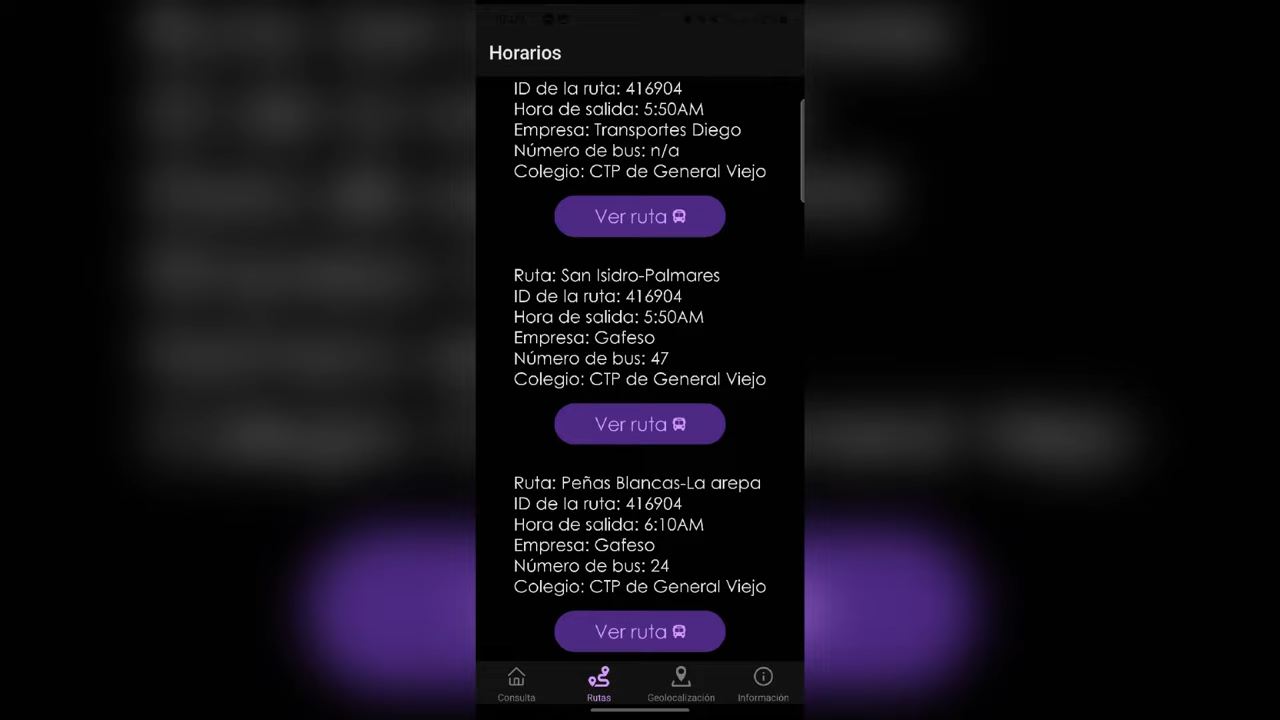 Horarios
ID de la ruta: 416904
Hora de salida: 5:50AM
Empresa: Transportes Diego
Número de bus: n/a
Colegio: CTP de General Viejo
Ver ruta
Ruta: San Isidro-Palmares
ID de la ruta: 416904
Hora de salida: 5:50AM
Empresa: Gafeso
Número de bus: 47
Colegio: CTP de General Viejo
Ver ruta
Ruta: Peñas Blancas-La arepa
ID de la ruta: 416904
Hora de salida: 6:10AM
Empresa: Gafeso
Número de bus: 24
Colegio: CTP de General Viejo
Ver ruta
Consulta Rutas Geolocalización Información